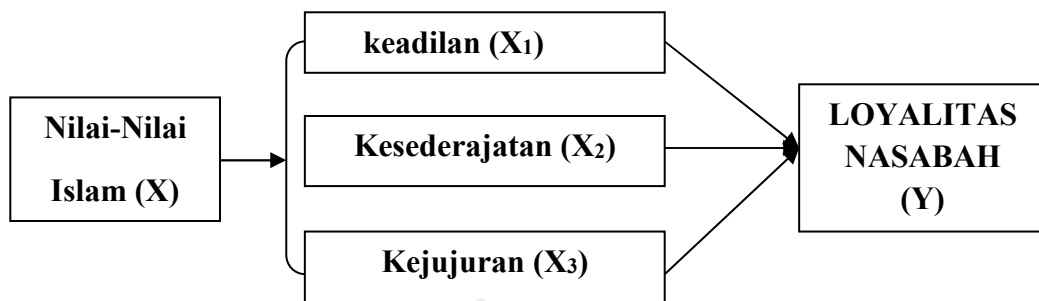 keadilan (X₁)
Nilai-Nilai
Islam (X)
Kesederajatan (X₂)
LOYALITAS
NASABAH
(Y)
Kejujuran (X₃)